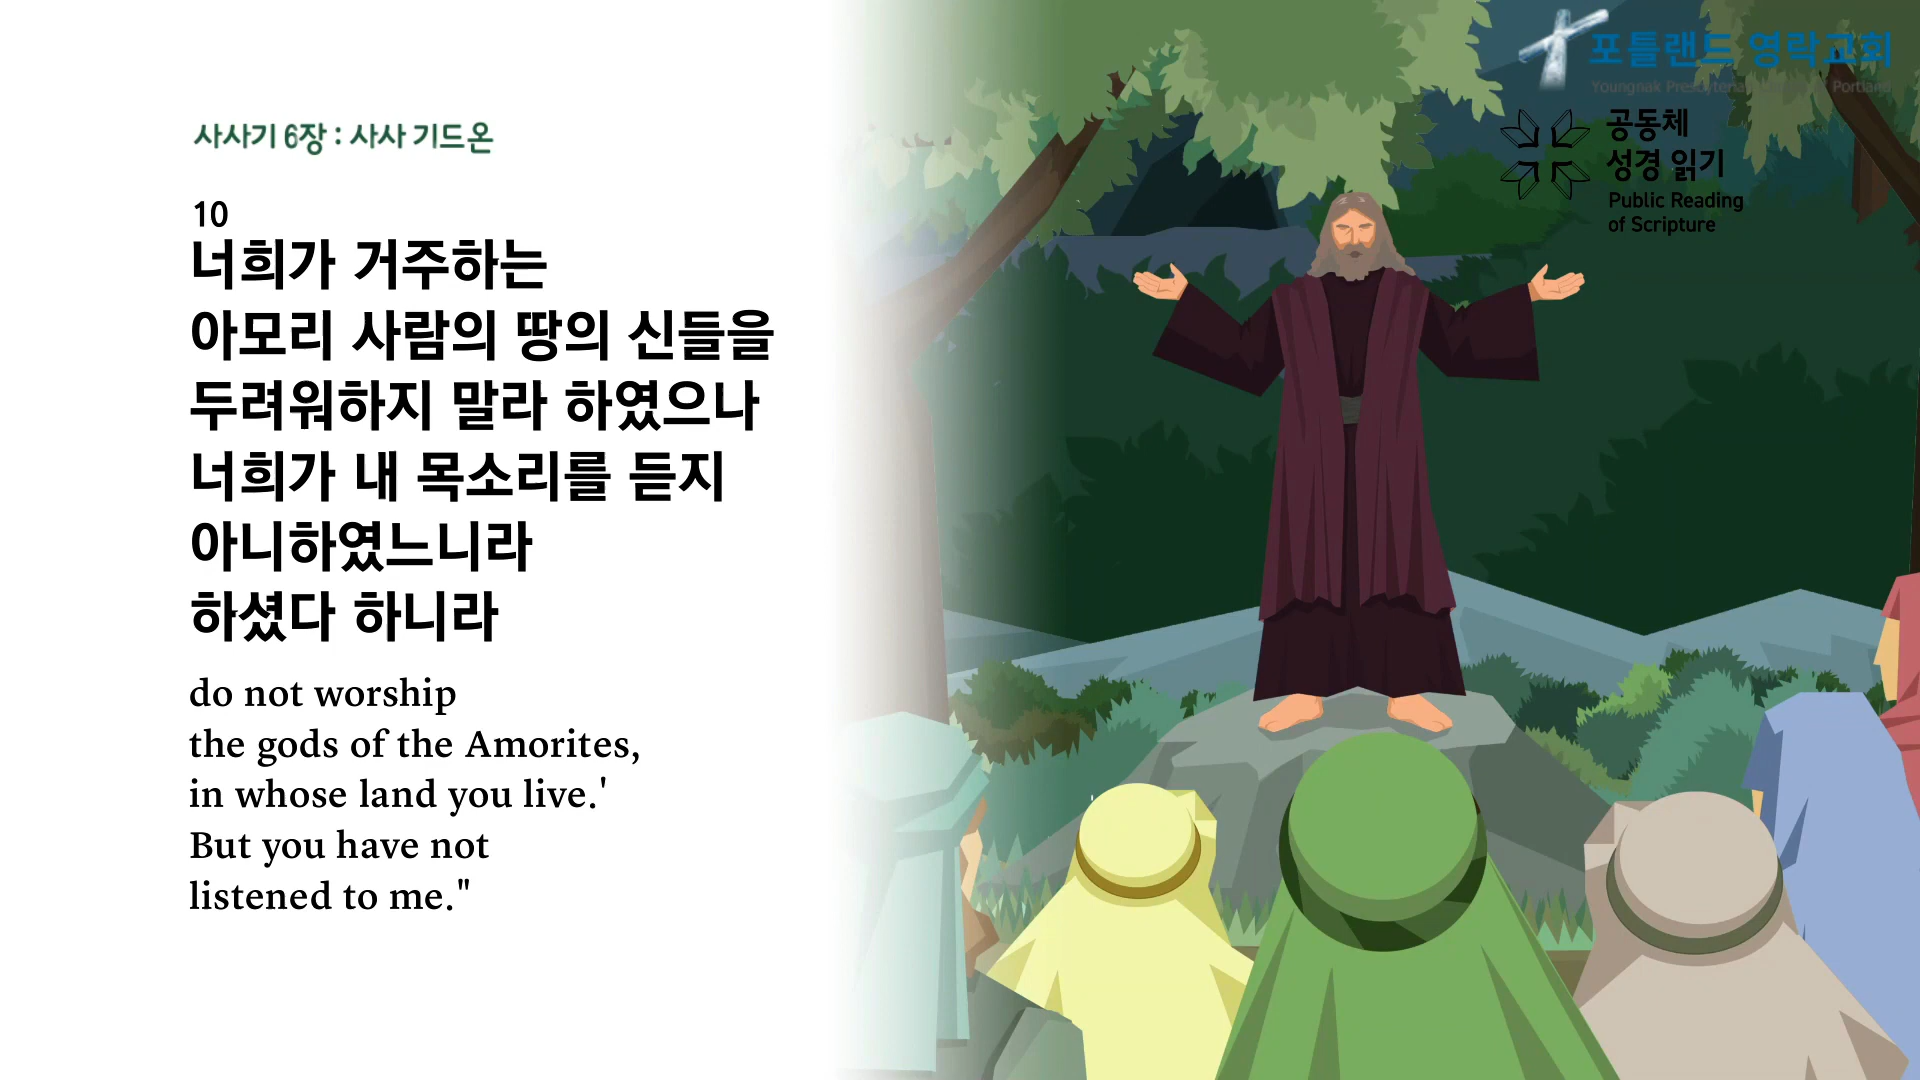 사사기 6장 : 사사 기드온
10
너희가 거주하는
아모리 사람의 땅의 신들을
두려워하지 말라 하였으나
너희가 내 목소리를 듣지
아니하였느니라
하셨다 하니라
do not worship
the gods of the Amorites,
in whose land you live.'
But you have not
listened to me."
포틀랜드 영락교회
Youngnak Presbyterian Portland
공동체
성경 읽기
Public Reading
of Scripture